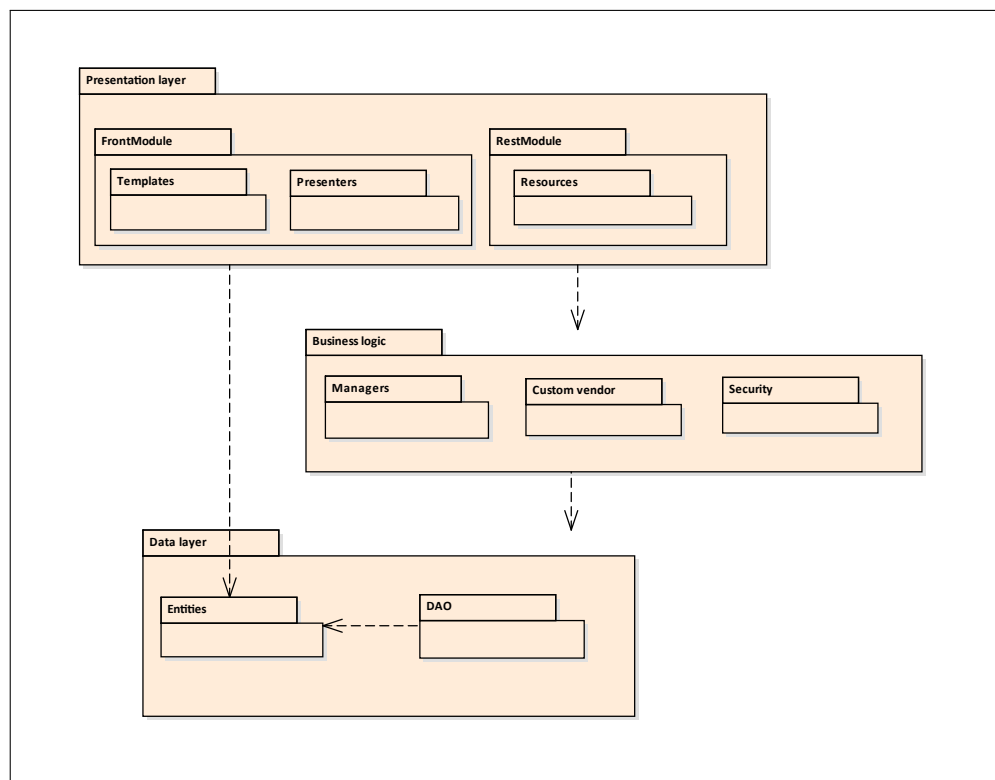 Presentation layer
FrontModule
RestModule
Templates
Presenters
Resources
Business logic
Managers
Custom vendor
Security
Data layer
Entities
DAO